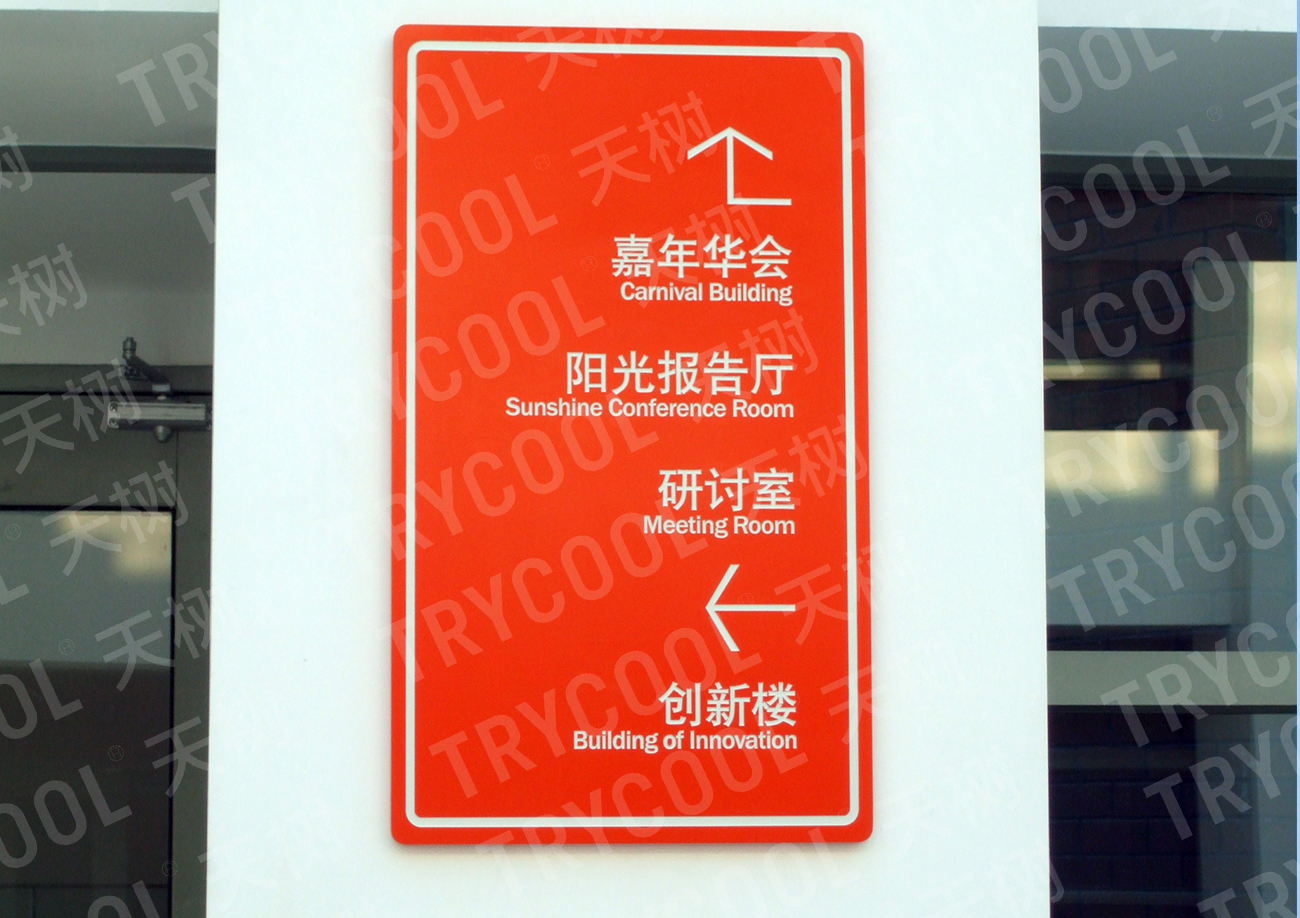 嘉年华会
Carnival Building
阳光报告厅
Sunshine Conference Room
研讨室
Meeting Room
创新楼
Building of Innovation
TRYCOOL 天树